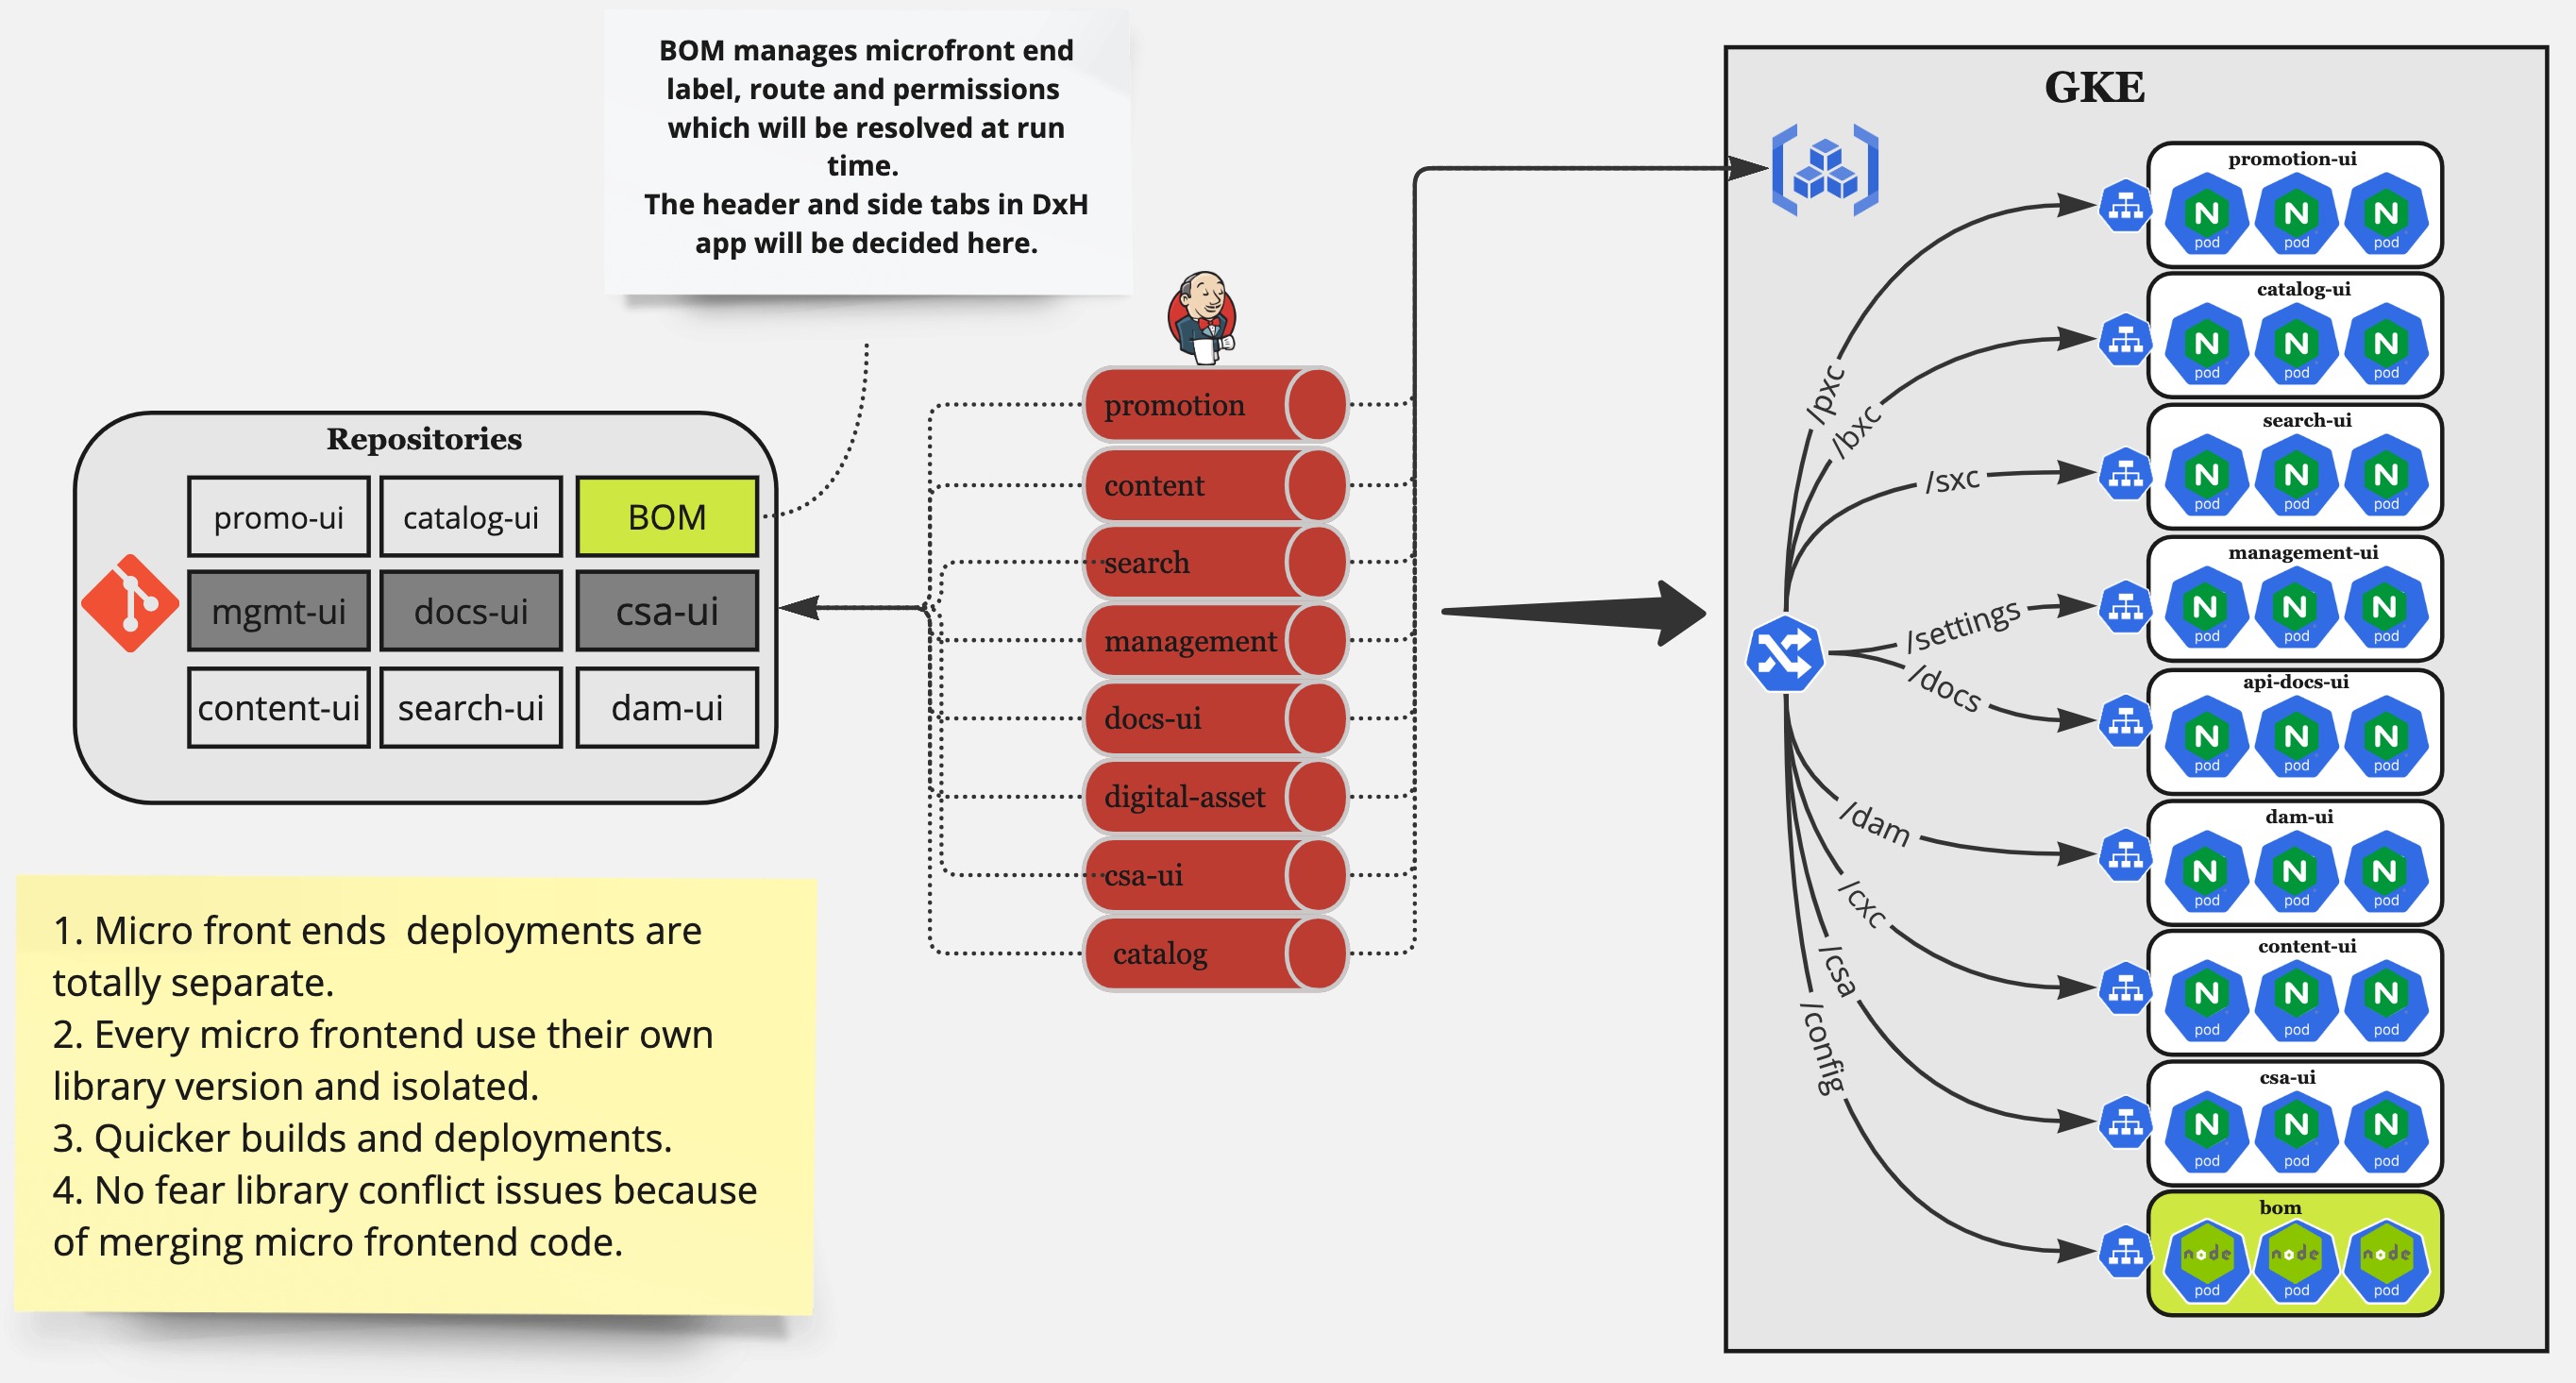 BOM manages microfront end
label, route and permissions
which will be resolved at run
time.
The header and side tabs in DxH
app will be decided here.
Repositories
promo-ui
catalog-ui
BOM
mgmt-ui
docs-ui
csa-ui
content-ui
search-ui
dam-ui
1. Micro front ends  deployments are
totally separate.
2. Every micro frontend use their own
library version and isolated.
3. Quicker builds and deployments.
4. No fear library conflict issues because
of merging micro frontend code.
promotion
content
search
management
docs-ui
digital-asset
csa-ui
catalog
GKE
/pxc
/bxc
/sxc
/settings
/docs
/dam
/cxc
/csa
/config
promotion-ui
N N N
pod pod pod
catalog-ui
N N N
pod pod pod
search-ui
N N N
pod pod pod
management-ui
N N N
pod pod pod
api-docs-ui
N N N
pod pod pod
dam-ui
N N N
pod pod pod
content-ui
N N N
pod pod pod
csa-ui
N N N
pod pod pod
bom
node node node
pod pod pod